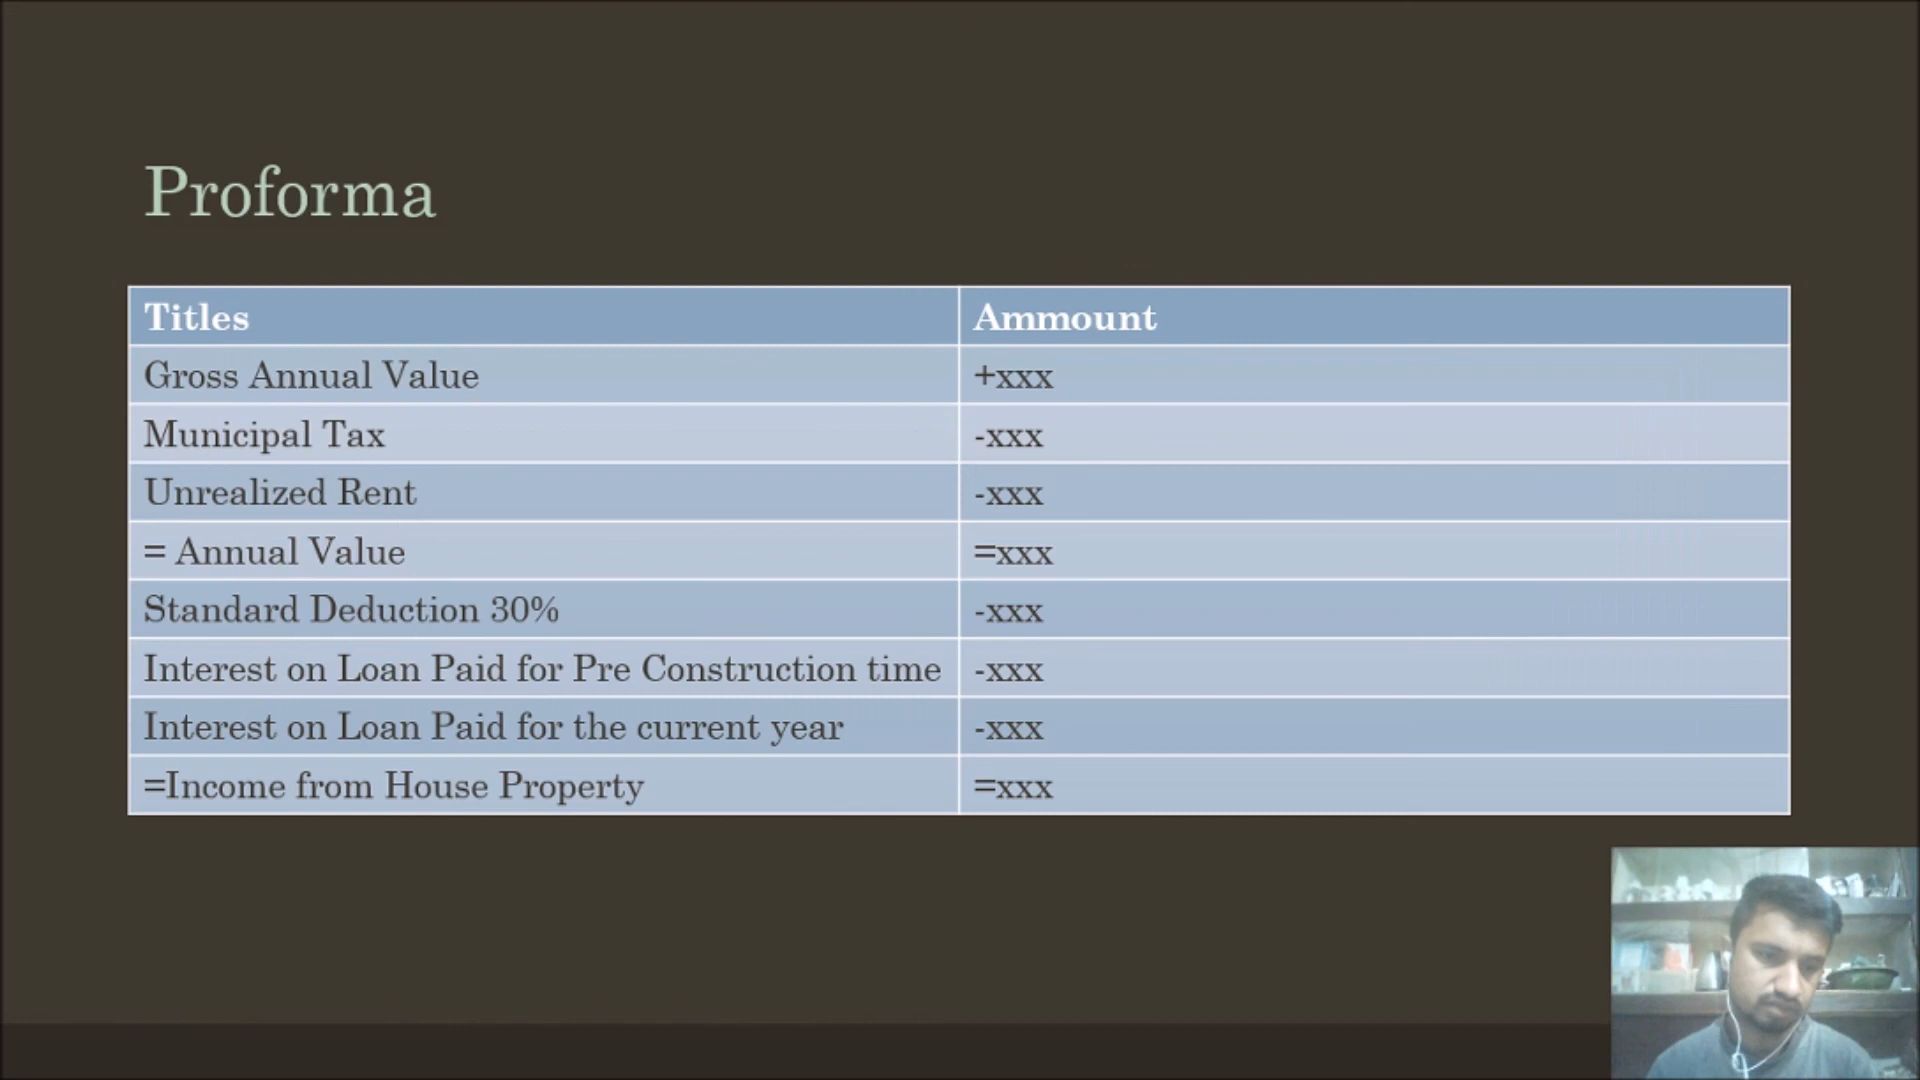 Proforma
Titles Ammount
Gross Annual Value +xxx
Municipal Tax -xxx
Unrealized Rent -xxx
= Annual Value =xxx
Standard Deduction 30% -xxx
Interest on Loan Paid for Pre Construction time -xxx
Interest on Loan Paid for the current year -xxx
=Income from House Property =xxx